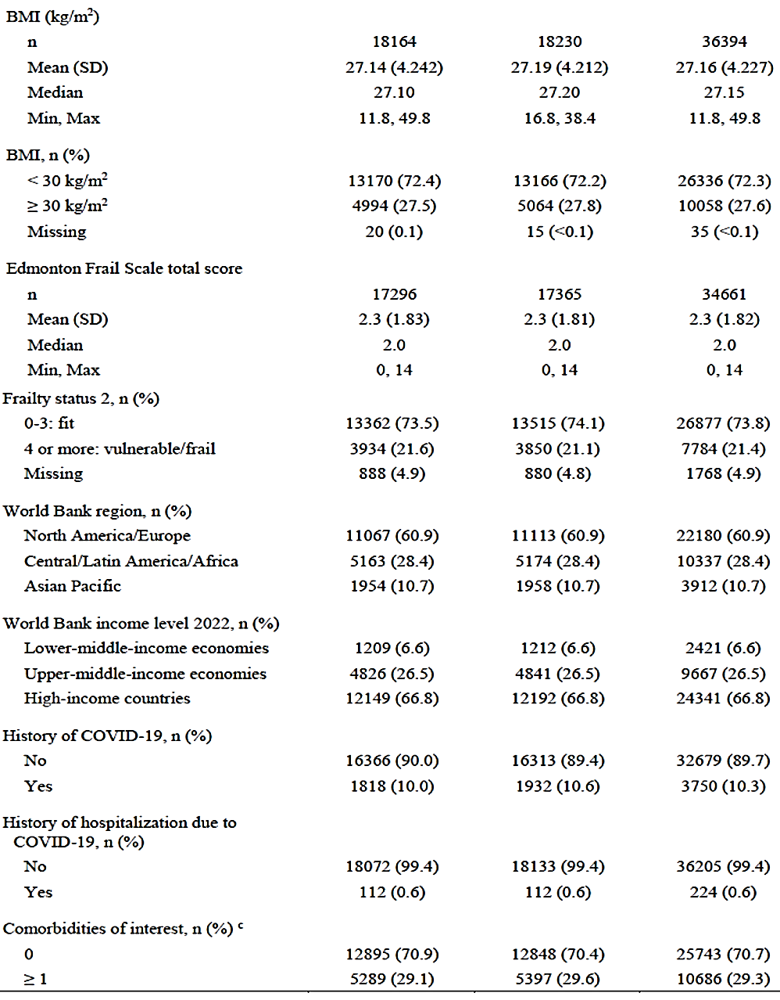 BMI (kg/m²)
n 18164 18230 36394
Mean (SD) 27.14 (4.242) 27.19 (4.212) 27.16 (4.227)
Median 27.10 27.20 27.15
Min, Max 11.8, 49.8 16.8, 38.4 11.8, 49.8
BMI, n (%)
< 30 kg/m² 13170 (72.4) 13166 (72.2) 26336 (72.3)
≥ 30 kg/m² 4994 (27.5) 5064 (27.8) 10058 (27.6)
Missing 20 (0.1) 15 (<0.1) 35 (<0.1)
Edmonton Frail Scale total score
n 17296 17365 34661
Mean (SD) 2.3 (1.83) 2.3 (1.81) 2.3 (1.82)
Median 2.0 2.0 2.0
Min, Max 0, 14 0, 14 0, 14
Frailty status 2, n (%)
0-3: fit 13362 (73.5) 13515 (74.1) 26877 (73.8)
4 or more: vulnerable/frail 3934 (21.6) 3850 (21.1) 7784 (21.4)
Missing 888 (4.9) 880 (4.8) 1768 (4.9)
World Bank region, n (%)
North America/Europe 11067 (60.9) 11113 (60.9) 22180 (60.9)
Central/Latin America/Africa 5163 (28.4) 5174 (28.4) 10337 (28.4)
Asian Pacific 1954 (10.7) 1958 (10.7) 3912 (10.7)
World Bank income level 2022, n (%)
Lower-middle-income economies 1209 (6.6) 1212 (6.6) 2421 (6.6)
Upper-middle-income economies 4826 (26.5) 4841 (26.5) 9667 (26.5)
High-income countries 12149 (66.8) 12192 (66.8) 24341 (66.8)
History of COVID-19, n (%)
No 16366 (90.0) 16313 (89.4) 32679 (89.7)
Yes 1818 (10.0) 1932 (10.6) 3750 (10.3)
History of hospitalization due to
COVID-19, n (%)
No 18072 (99.4) 18133 (99.4) 36205 (99.4)
Yes 112 (0.6) 112 (0.6) 224 (0.6)
Comorbidities of interest, n (%) ᶜ
0 12895 (70.9) 12848 (70.4) 25743 (70.7)
≥ 1 5289 (29.1) 5397 (29.6) 10686 (29.3)